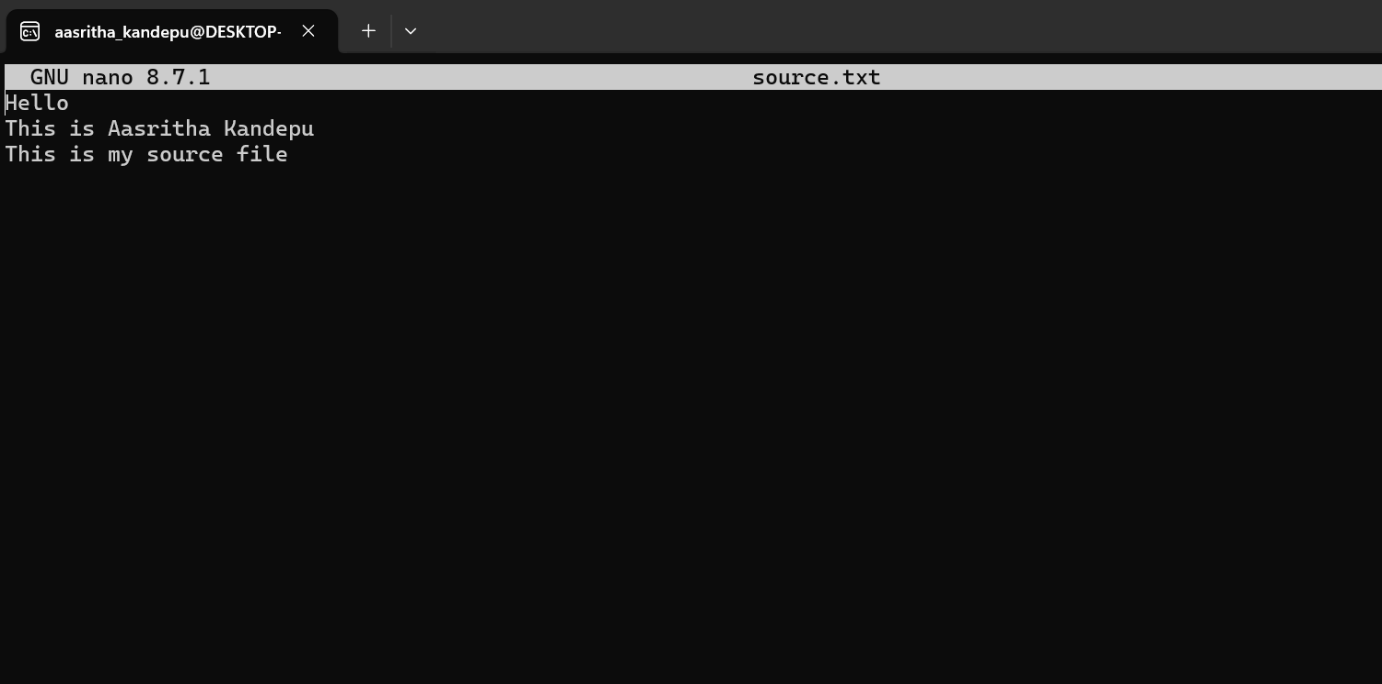 aasritha_kandepu@DESKTOP-
GNU nano 8.7.1 source.txt
Hello
This is Aasritha Kandepu
This is my source file